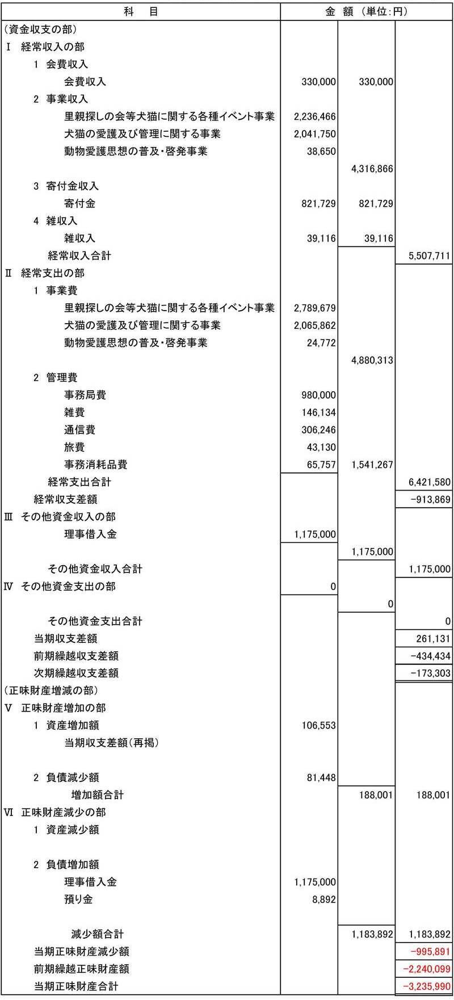 科 目 金 額 （単位：円）
（資金収支の部）
Ⅰ 経常収入の部
1 会費収入
会費収入 330,000 330,000
2 事業収入
里親探しの会等犬猫に関する各種イベント事業 2,236,466
犬猫の愛護及び管理に関する事業 2,041,750
動物愛護思想の普及・啓発事業 38,650
4,316,866
3 寄付金収入
寄付金 821,729 821,729
4 雑収入
雑収入 39,116 39,116
経常収入合計 5,507,711
Ⅱ 経常支出の部
1 事業費
里親探しの会等犬猫に関する各種イベント事業 2,789,679
犬猫の愛護及び管理に関する事業 2,065,862
動物愛護思想の普及・啓発事業 24,772
4,880,313
2 管理費
事務局費 980,000
雑費 146,134
通信費 306,246
旅費 43,130
事務消耗品費 65,757 1,541,267
経常支出合計 6,421,580
経常収支差額 -913,869
Ⅲ その他資金収入の部
理事借入金 1,175,000
1,175,000
その他資金収入合計 1,175,000
Ⅳ その他資金支出の部 0
0
その他資金支出合計 0
当期収支差額 261,131
前期繰越収支差額 -434,434
次期繰越収支差額 -173,303
（正味財産増減の部）
Ⅴ 正味財産増加の部
1 資産増加額 106,553
当期収支差額（再掲）
2 負債減少額 81,448
増加額合計 188,001 188,001
Ⅵ 正味財産減少の部
1 資産減少額
2 負債増加額
理事借入金 1,175,000
預り金 8,892
減少額合計 1,183,892 1,183,892
当期正味財産減少額 -995,891
前期繰越正味財産額 -2,240,099
当期正味財産合計 -3,235,990